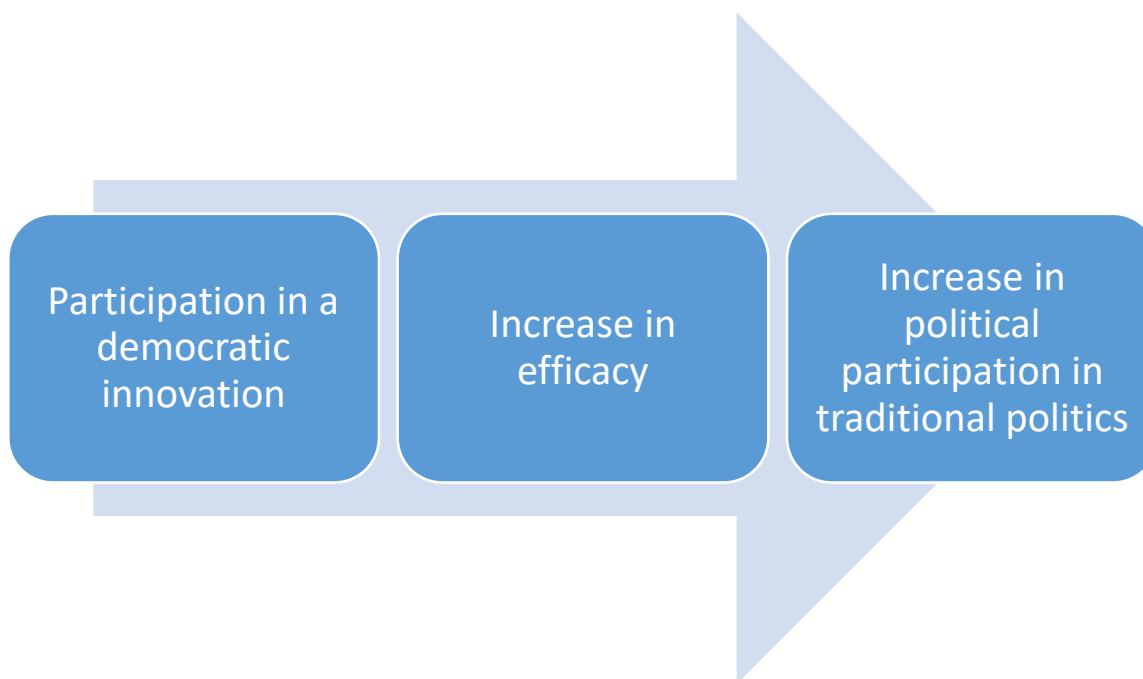 Participation in a
democratic
innovation
Increase in
efficacy
Increase in
political
participation in
traditional politics